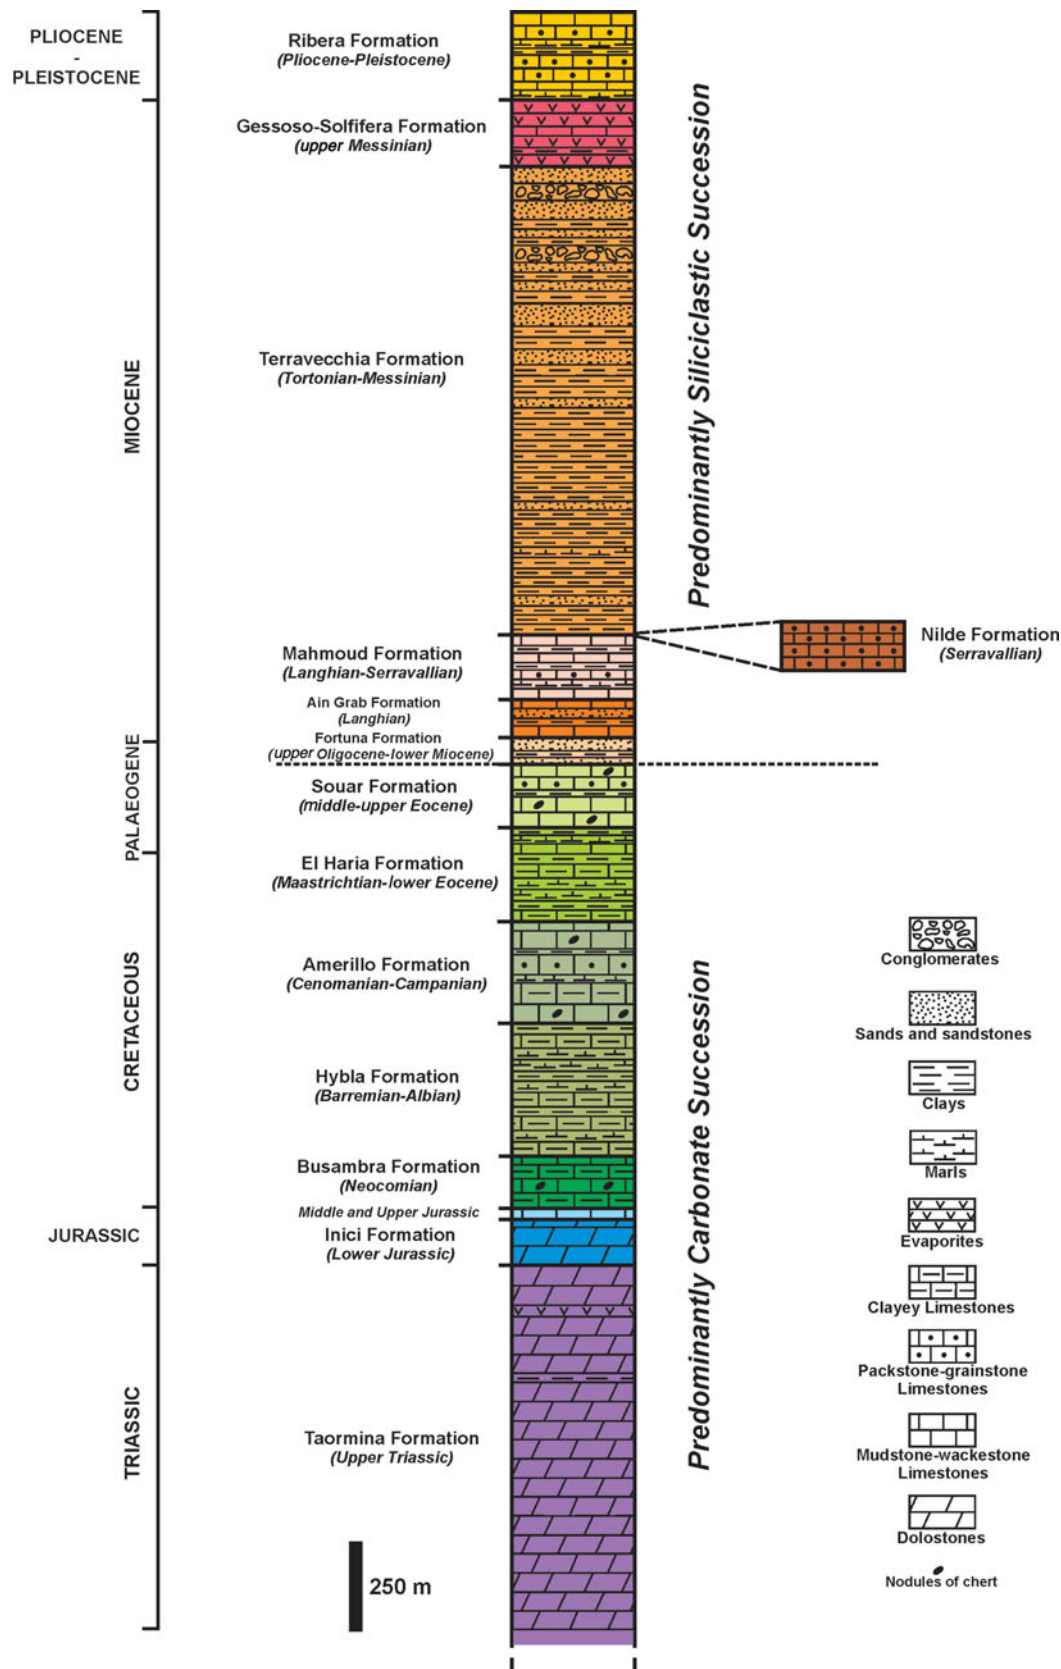 PLIOCENE
-
PLEISTOCENE
MIOCENE
PALAEOGENE
CRETACEOUS
JURASSIC
TRIASSIC
Ribera Formation
(Pliocene-Pleistocene)
Gessoso-Solfifera Formation
(upper Messinian)
Terravecchia Formation
(Tortonian-Messinian)
Mahmoud Formation
(Langhian-Serravallian)
Ain Grab Formation
(Langhian)
Fortuna Formation
(upper Oligocene-lower Miocene)
Souar Formation
(middle-upper Eocene)
El Haria Formation
(Maastrichtian-lower Eocene)
Amerillo Formation
(Cenomanian-Campanian)
Hybla Formation
(Barremian-Albian)
Busambra Formation
(Neocomian)
Middle and Upper Jurassic
Inici Formation
(Lower Jurassic)
Taormina Formation
(Upper Triassic)
250 m
Predominantly Siliciclastic Succession
Nilde Formation
(Serravallian)
Predominantly Carbonate Succession
Conglomerates
Sands and sandstones
Clays
Marls
Evaporites
Clayey Limestones
Packstone-grainstone
Limestones
Mudstone-wackestone
Limestones
Dolostones
Nodules of chert